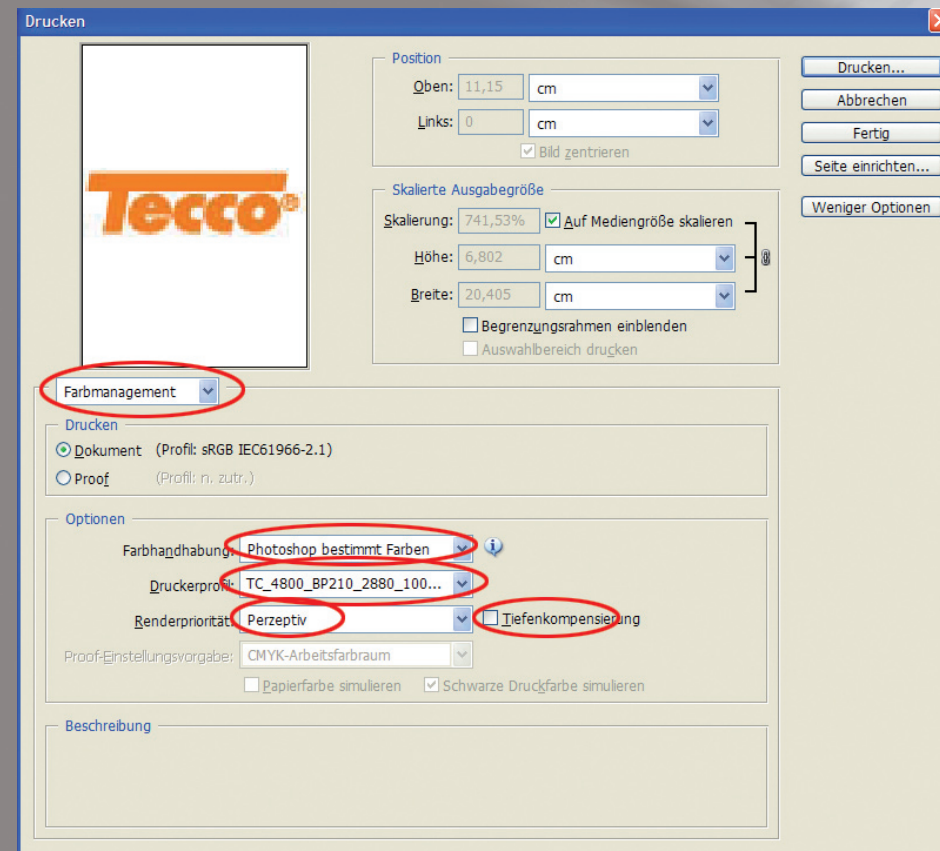 Drucken
Tecco®
Position
Oben: 11,15 cm
Links: 0 cm
Bild zentrieren
Skalierte Ausgabegröße
Skalierung: 741,53% Auf Mediengröße skalieren
Höhe: 6,802 cm
Breite: 20,405 cm
Begrenzungsrahmen einblenden
Auswahlbereich drucken
Drucken...
Abbrechen
Fertig
Seite einrichten...
Weniger Optionen
Farbmanagement
Drucken
Dokument (Profil: sRGB IEC61966-2.1)
Proof (Profil: n. zutr.)
Optionen
Farbhandhabung: Photoshop bestimmt Farben
Druckerprofil: TC_4800_BP210_2880_100...
Renderpriorität: Perzeptiv Tiefenkompensierung
Proof-Einstellungsvorgabe: CMYK-Arbeitsfarbraum
Papierfarbe simulieren Schwarze Druckfarbe simulieren
Beschreibung